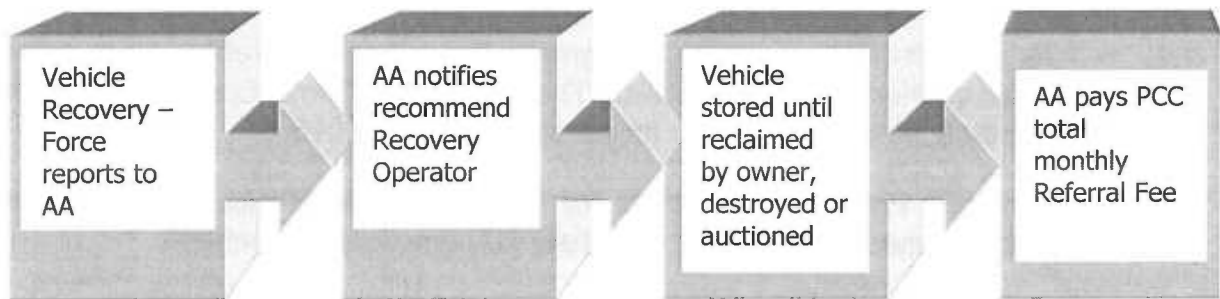 Vehicle
Recovery –
Force
reports to
AA
AA notifies
recommend
Recovery
Operator
Vehicle
stored until
reclaimed
by owner,
destroyed or
auctioned
AA pays PCC
total
monthly
Referral Fee